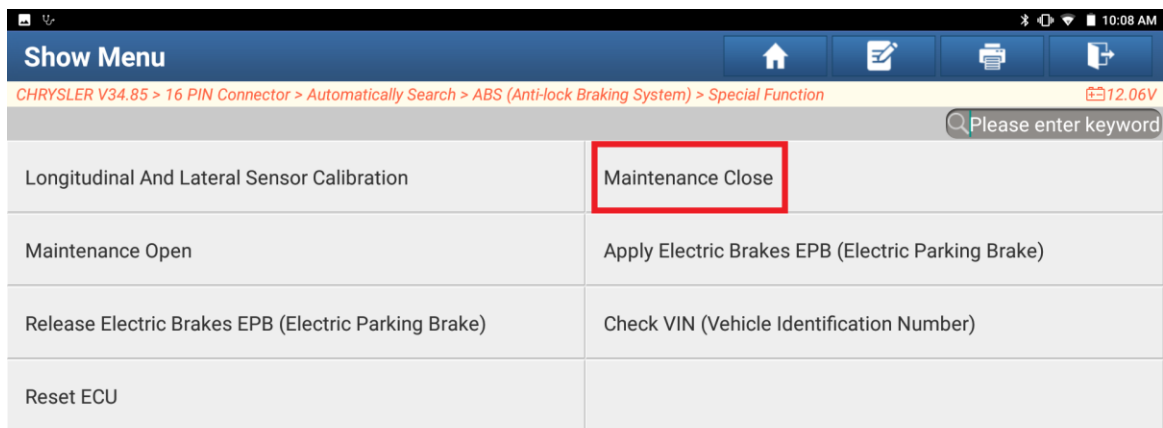 10:08 AM
Show Menu
CHRYSLER V34.85 > 16 PIN Connector > Automatically Search > ABS (Anti-lock Braking System) > Special Function
12.06V
Please enter keyword
Longitudinal And Lateral Sensor Calibration
Maintenance Close
Maintenance Open
Apply Electric Brakes EPB (Electric Parking Brake)
Release Electric Brakes EPB (Electric Parking Brake)
Check VIN (Vehicle Identification Number)
Reset ECU